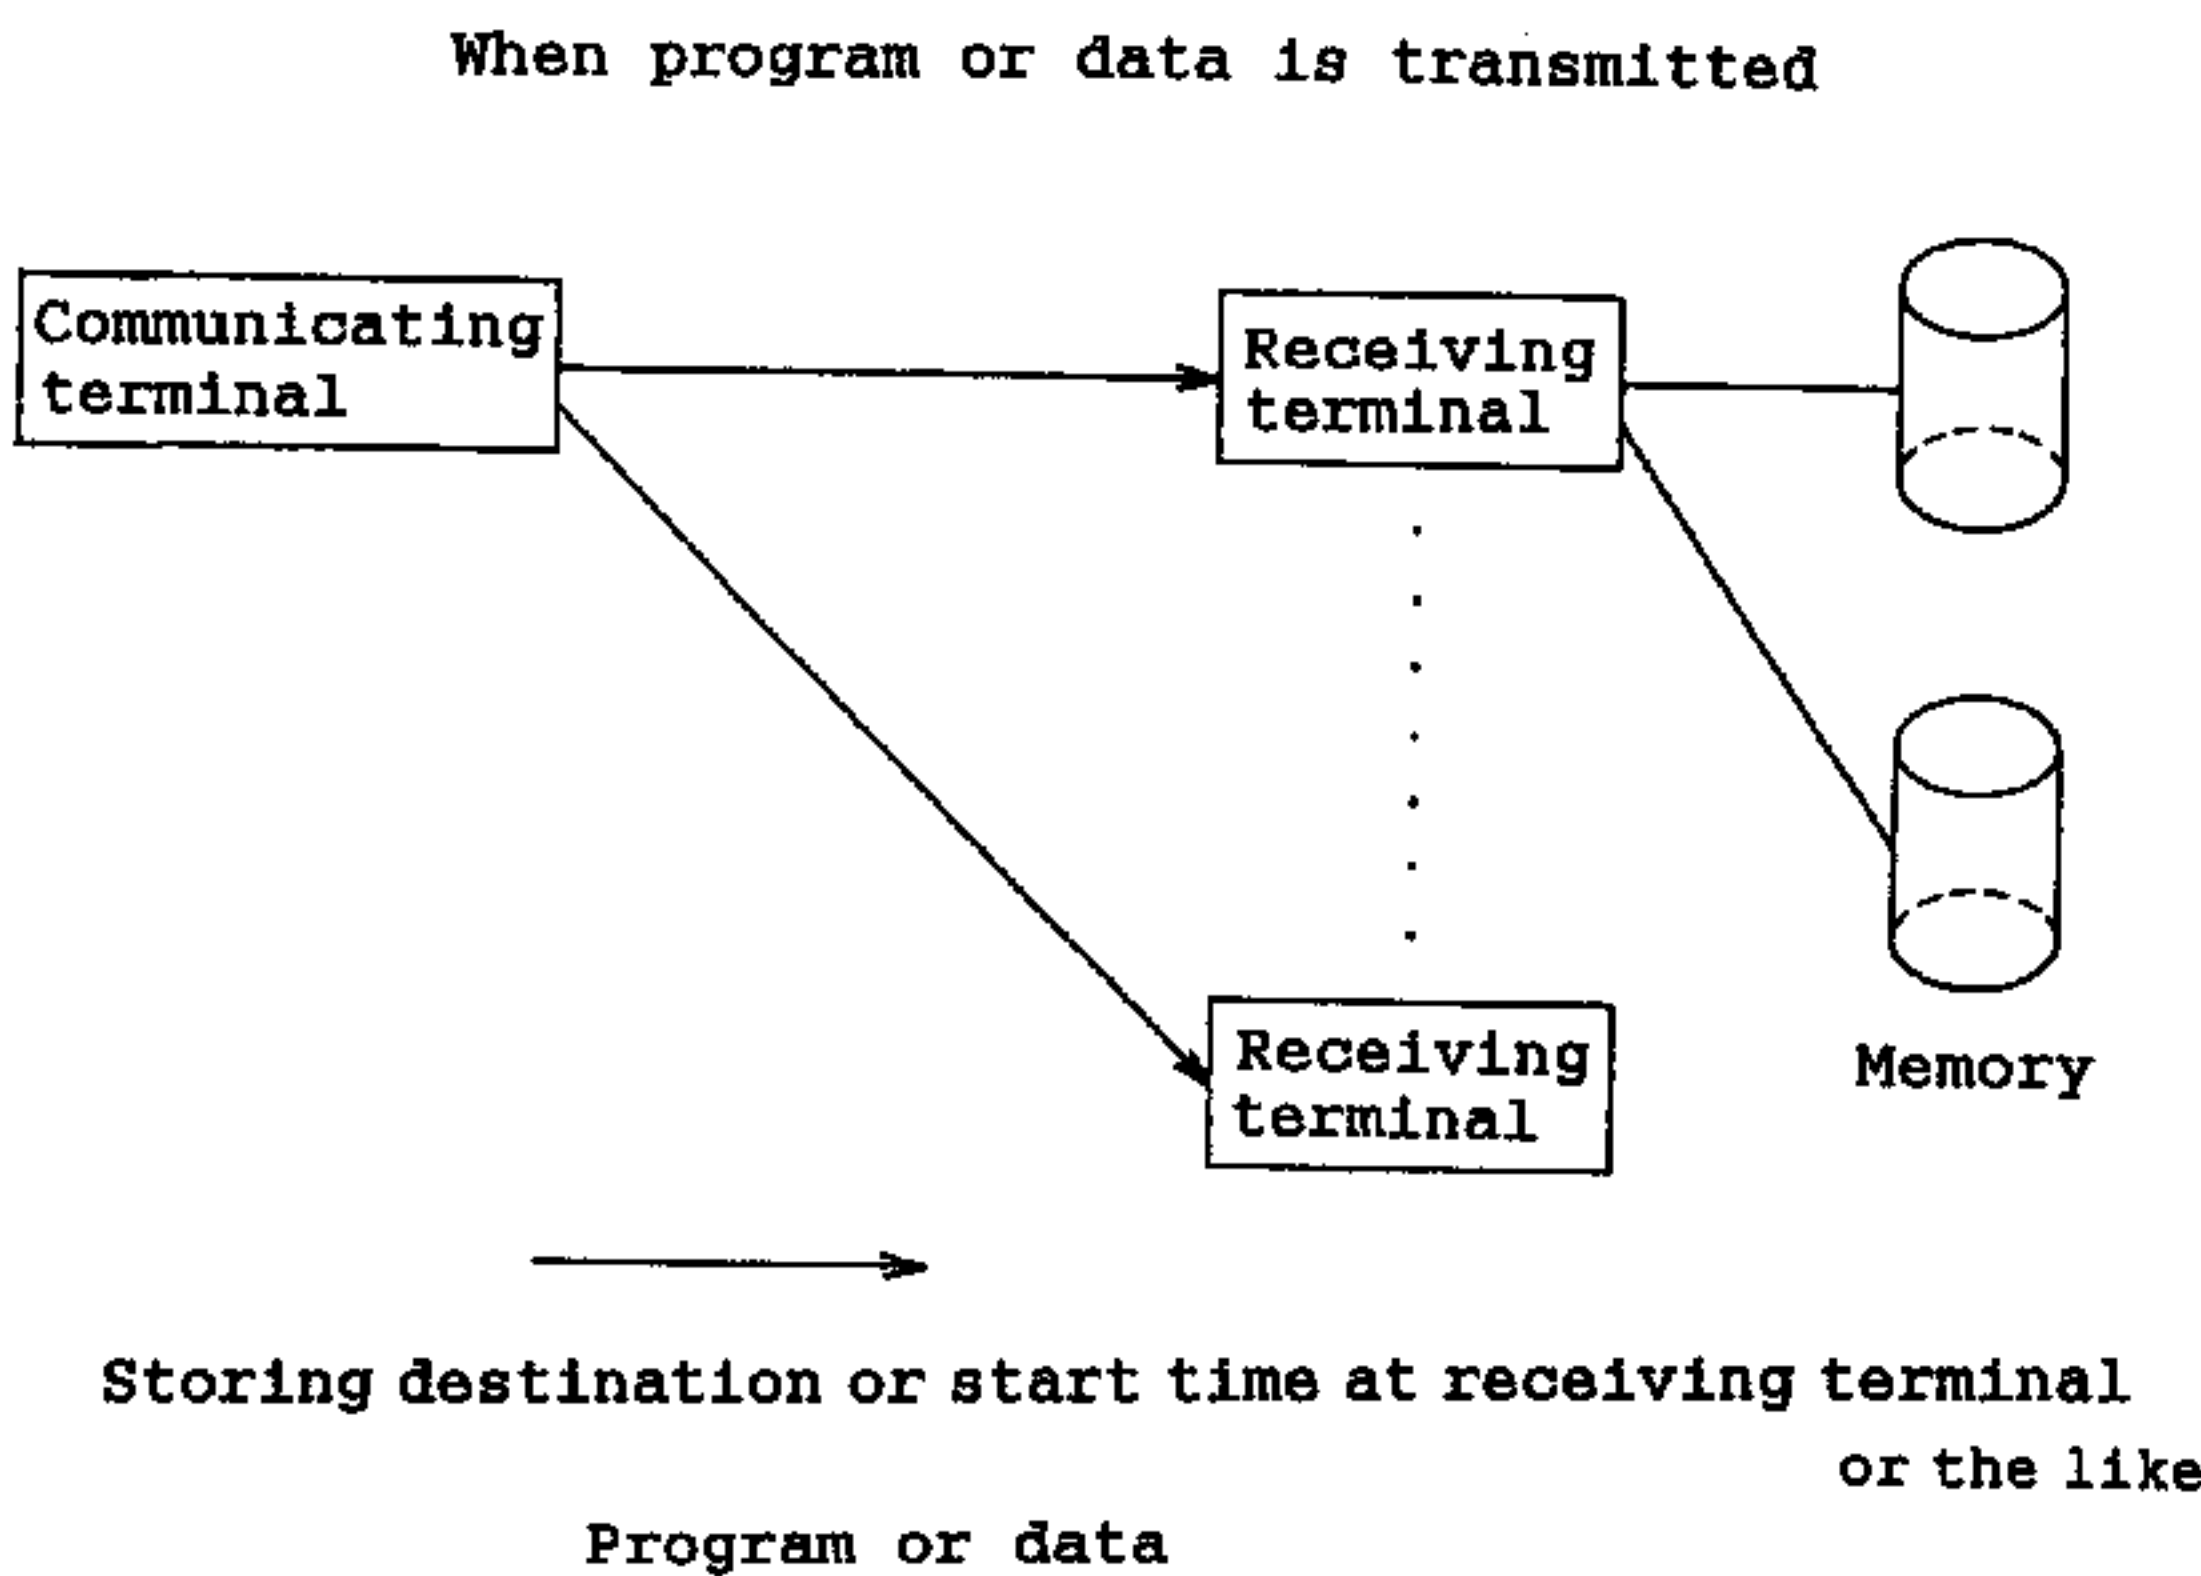 When program or data is transmitted
Communicating
terminal
Receiving
terminal
Receiving
terminal
Memory
Storing destination or start time at receiving terminal
or the like
Program or data